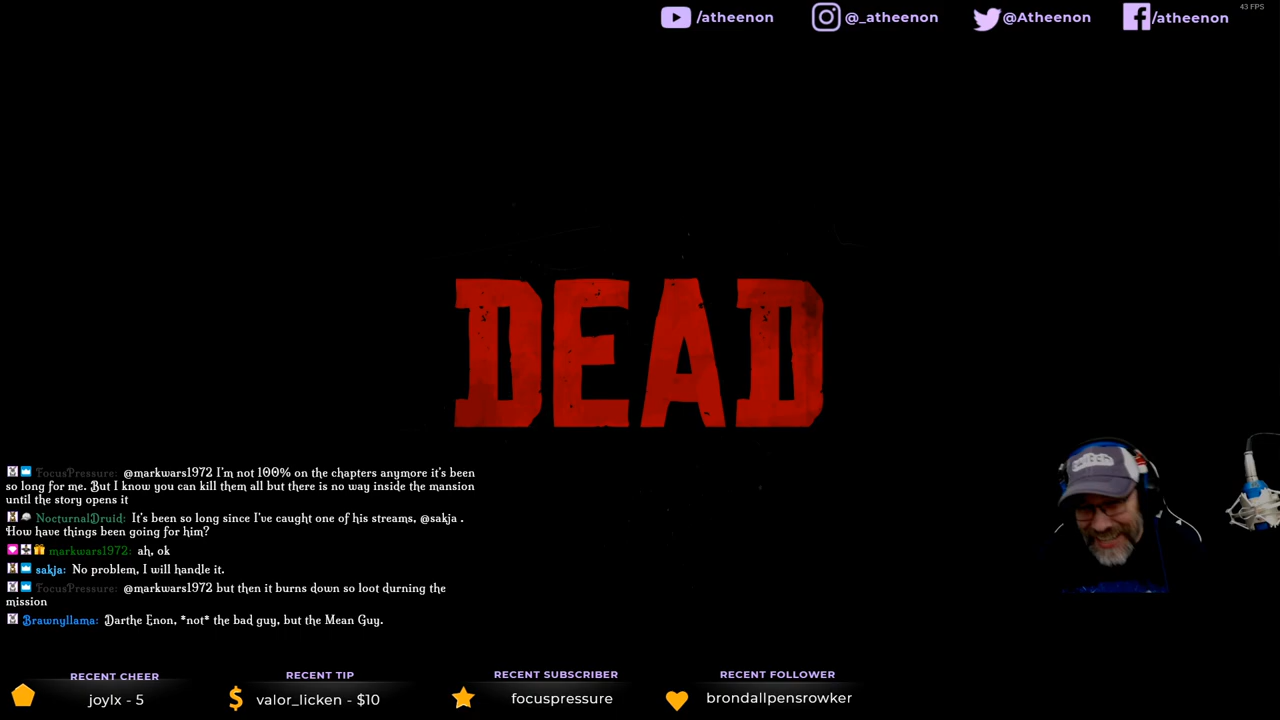 /atheenon @_atheenon @Atheenon /atheenon
43 FPS
DEAD
FocusPressure: @markwars1972 I'm not 100% on the chapters anymore it's been
so long for me. But I know you can kill them all but there is no way inside the mansion
until the story opens it
NocturnalDruid: It's been so long since I've caught one of his streams, @sakja .
How have things been going for him?
markwars1972: ah, ok
sakja: No problem, I will handle it.
FocusPressure: @markwars1972 but then it burns down so loot durning the
mission
Brawnyllama: Darthe Enon, *not* the bad guy, but the Mean Guy.
RECENT CHEER
joylx - 5
RECENT TIP
valor_licken - $10
RECENT SUBSCRIBER
focuspressure
RECENT FOLLOWER
brondallpensrowker